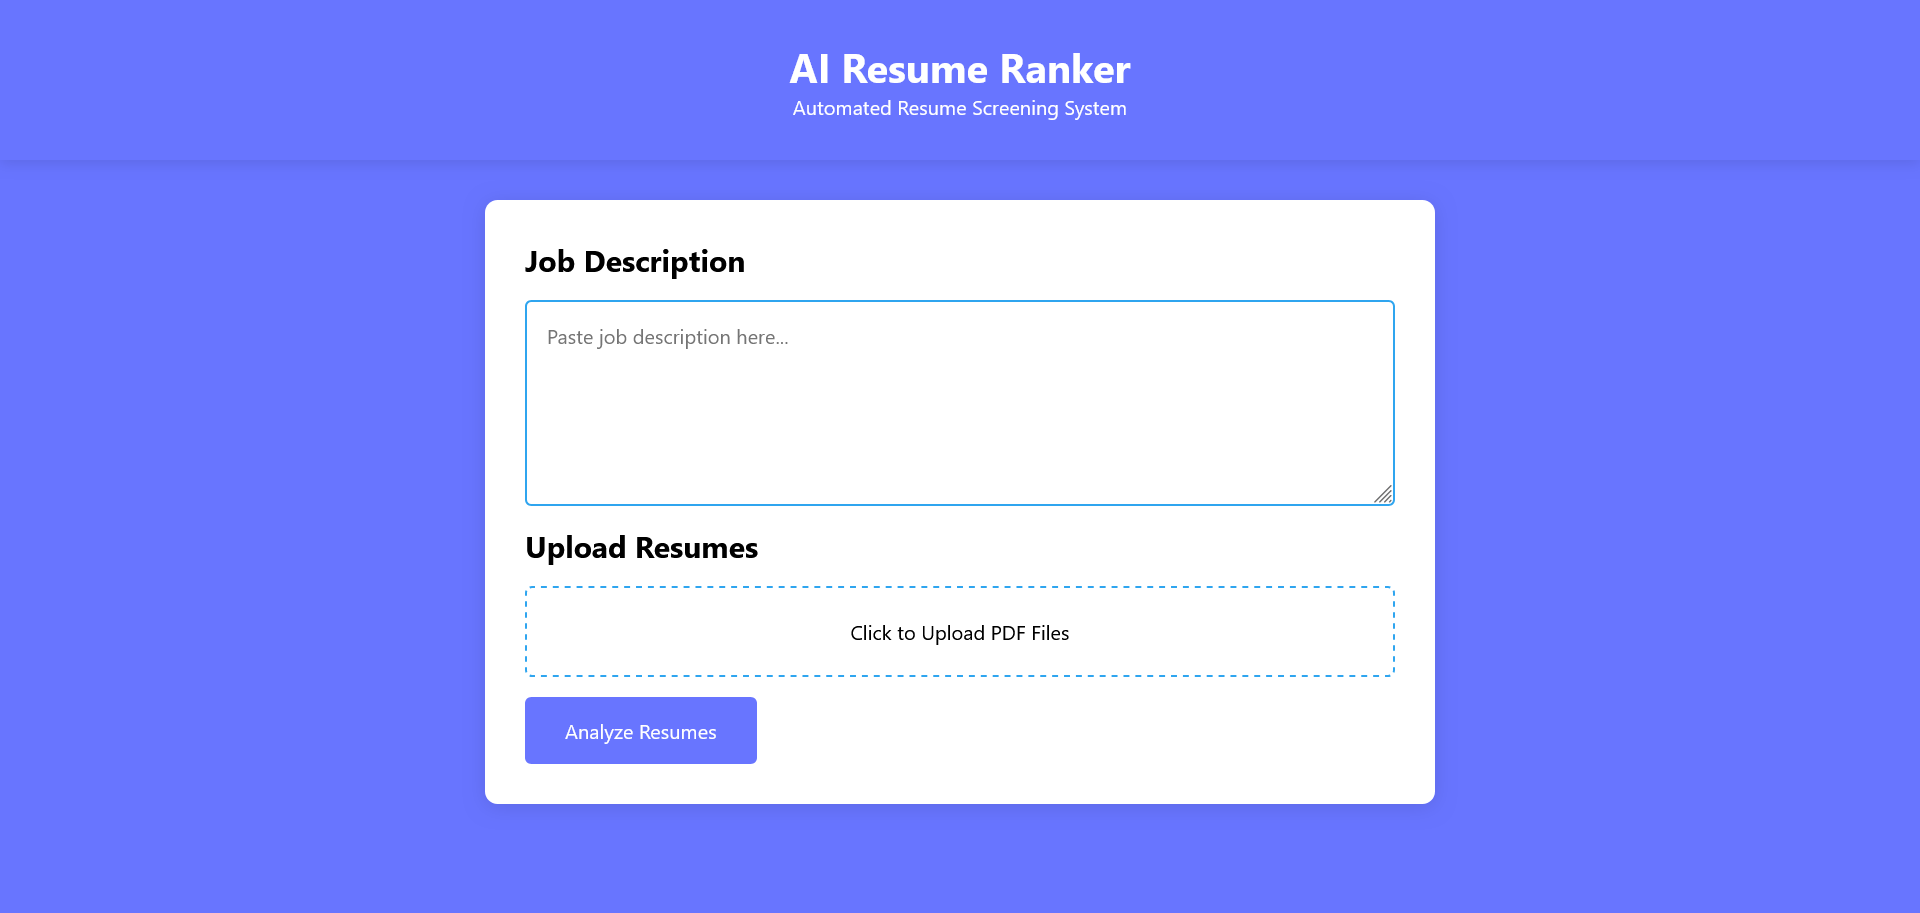 AI Resume Ranker
Automated Resume Screening System
Job Description
Paste job description here...
Upload Resumes
Click to Upload PDF Files
Analyze Resumes